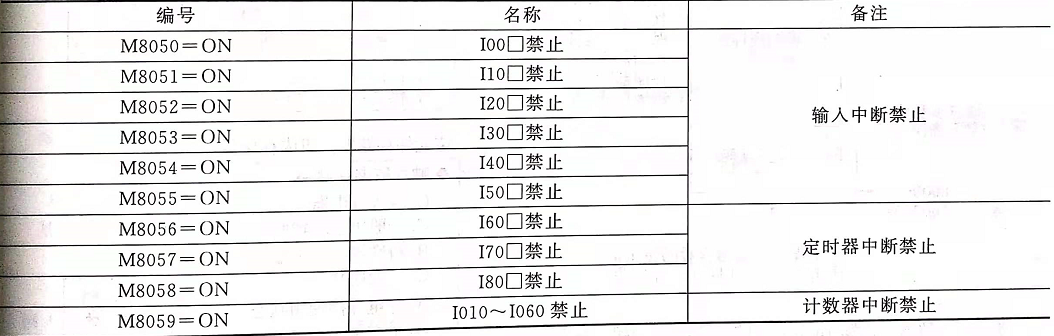 编号 名称 备注
M8050=ON I00□禁止
M8051=ON I10□禁止
M8052=ON I20□禁止
M8053=ON I30□禁止 输入中断禁止
M8054=ON I40□禁止
M8055=ON I50□禁止
M8056=ON I60□禁止
M8057=ON I70□禁止 定时器中断禁止
M8058=ON I80□禁止
M8059=ON I010～I060禁止 计数器中断禁止